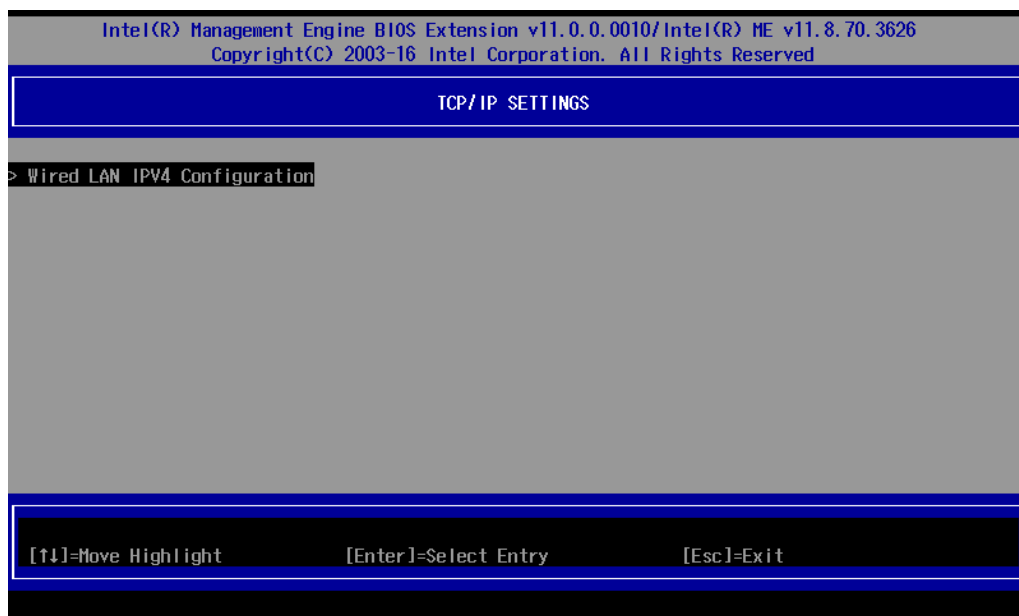 Intel(R) Management Engine BIOS Extension v11.0.0.0010/Intel(R) ME v11.8.70.3626
Copyright(C) 2003-16 Intel Corporation. All Rights Reserved
TCP/IP SETTINGS
> Wired LAN IPV4 Configuration
[↑↓]=Move Highlight [Enter]=Select Entry [Esc]=Exit